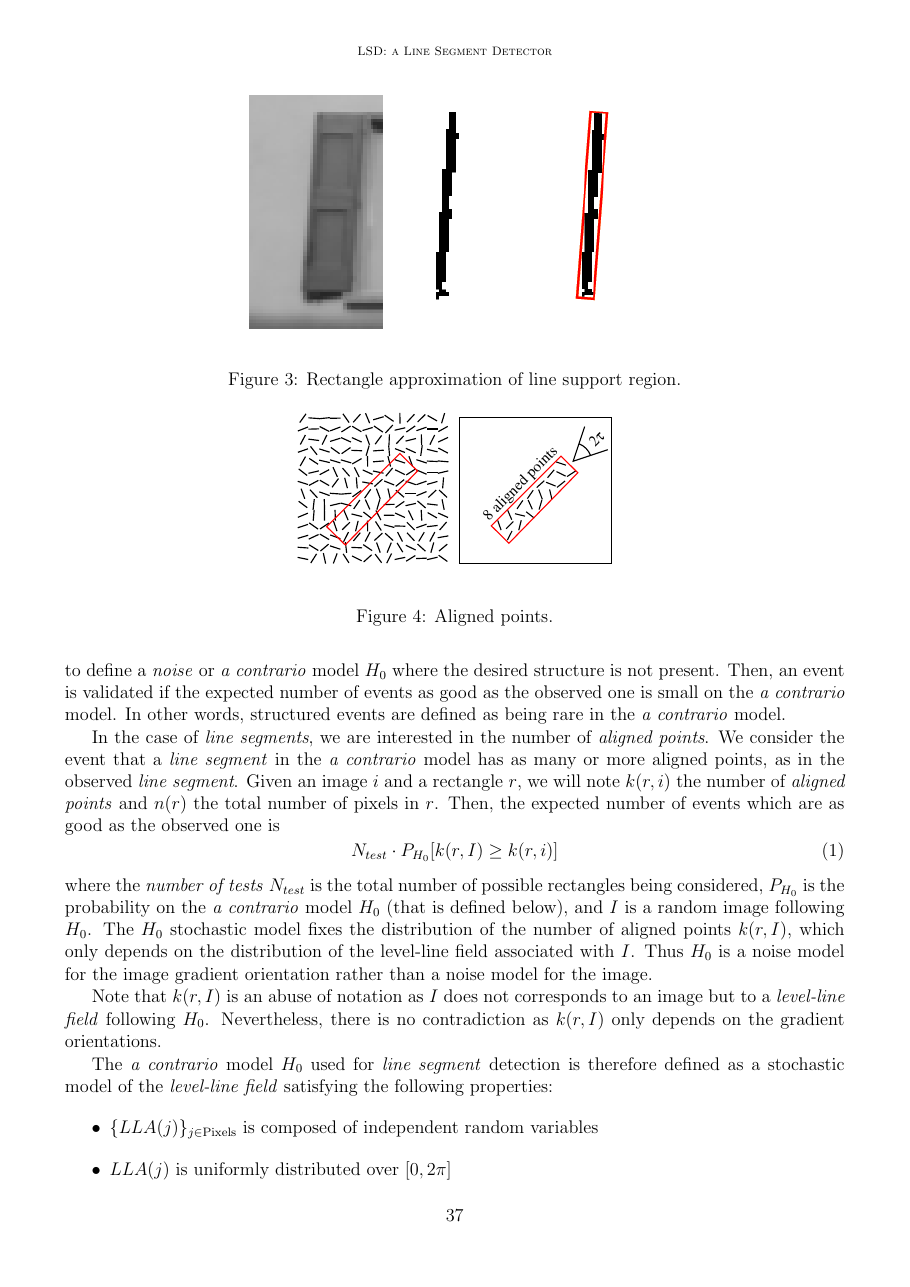 LSD: a Line Segment Detector
Figure 3: Rectangle approximation of line support region.
8 aligned points
2τ
Figure 4: Aligned points.
to define a noise or a contrario model H₀ where the desired structure is not present. Then, an event
is validated if the expected number of events as good as the observed one is small on the a contrario
model. In other words, structured events are defined as being rare in the a contrario model.
In the case of line segments, we are interested in the number of aligned points. We consider the
event that a line segment in the a contrario model has as many or more aligned points, as in the
observed line segment. Given an image i and a rectangle r, we will note k(r, i) the number of aligned
points and n(r) the total number of pixels in r. Then, the expected number of events which are as
good as the observed one is
N_test · P_H₀[k(r, I) ≥ k(r, i)] (1)
where the number of tests N_test is the total number of possible rectangles being considered, P_H₀ is the
probability on the a contrario model H₀ (that is defined below), and I is a random image following
H₀. The H₀ stochastic model fixes the distribution of the number of aligned points k(r, I), which
only depends on the distribution of the level-line field associated with I. Thus H₀ is a noise model
for the image gradient orientation rather than a noise model for the image.
Note that k(r, I) is an abuse of notation as I does not corresponds to an image but to a level-line
field following H₀. Nevertheless, there is no contradiction as k(r, I) only depends on the gradient
orientations.
The a contrario model H₀ used for line segment detection is therefore defined as a stochastic
model of the level-line field satisfying the following properties:
• {LLA(j)}_j∈Pixels is composed of independent random variables
• LLA(j) is uniformly distributed over [0, 2π]
37